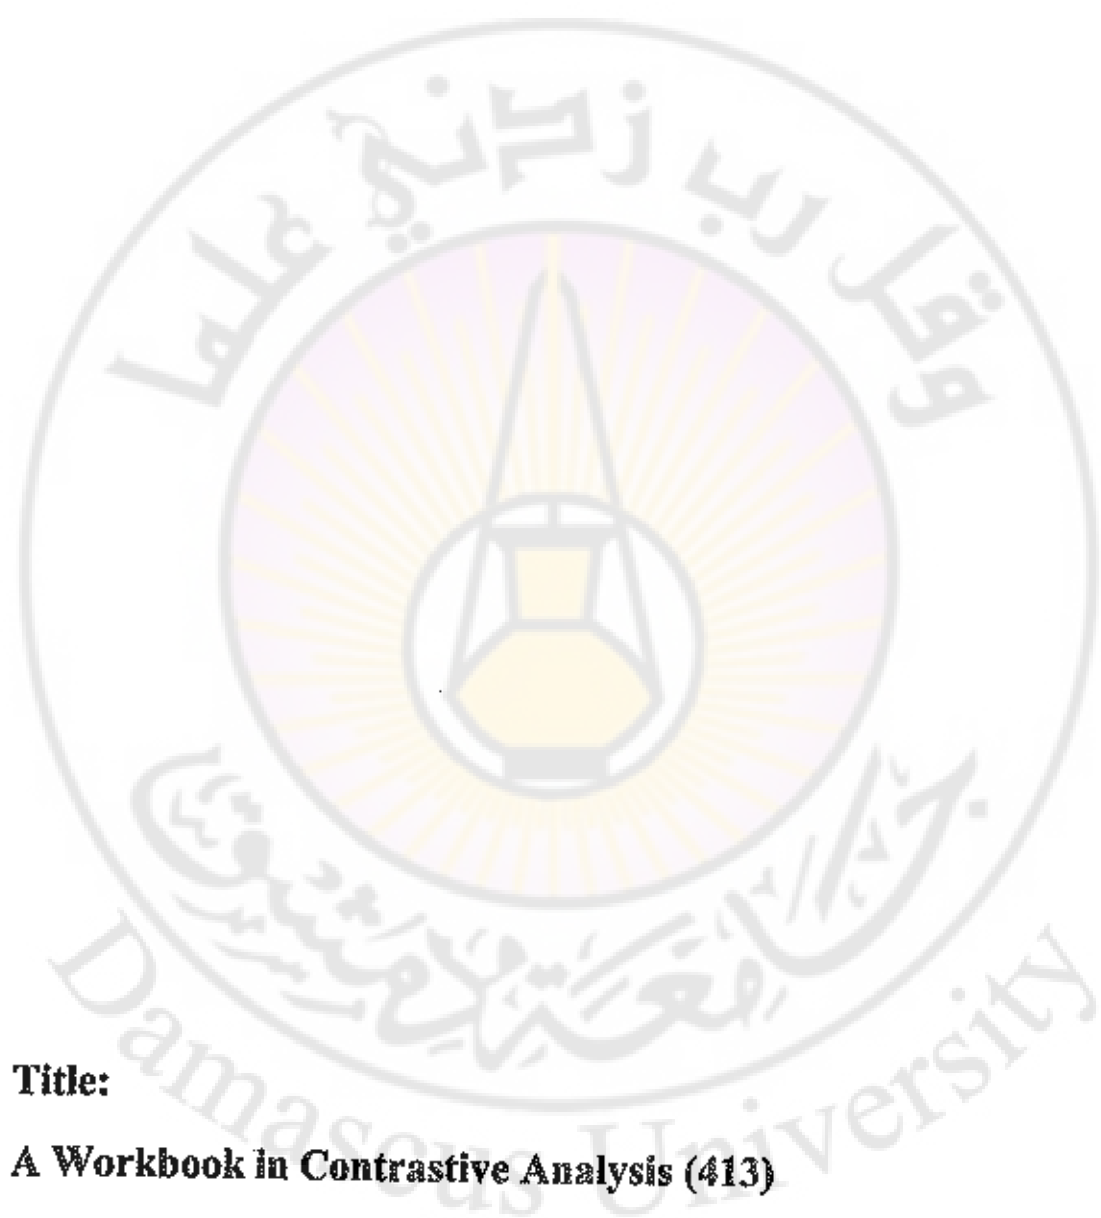 وقل رب زدني علما
جامعة دمشق
Damascus University
Title:
A Workbook in Contrastive Analysis (413)